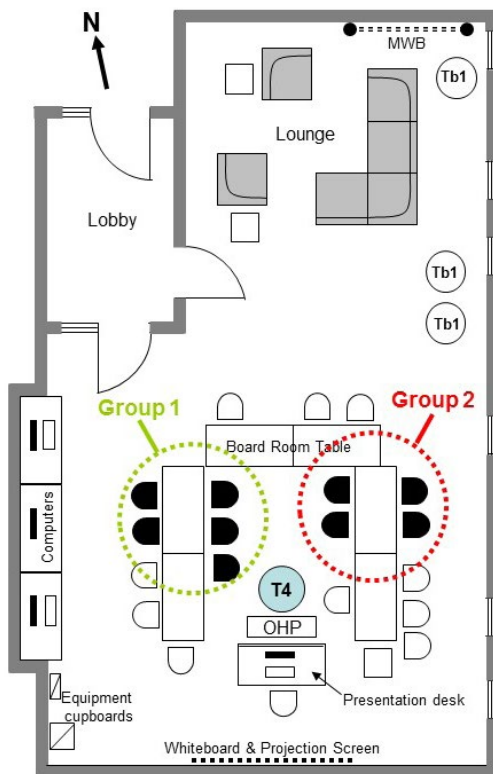 N
MWB
Tb1
Lounge
Lobby
Tb1
Tb1
Group 1
Group 2
Board Room Table
Computers
T4
OHP
Equipment
cupboards
Presentation desk
Whiteboard & Projection Screen